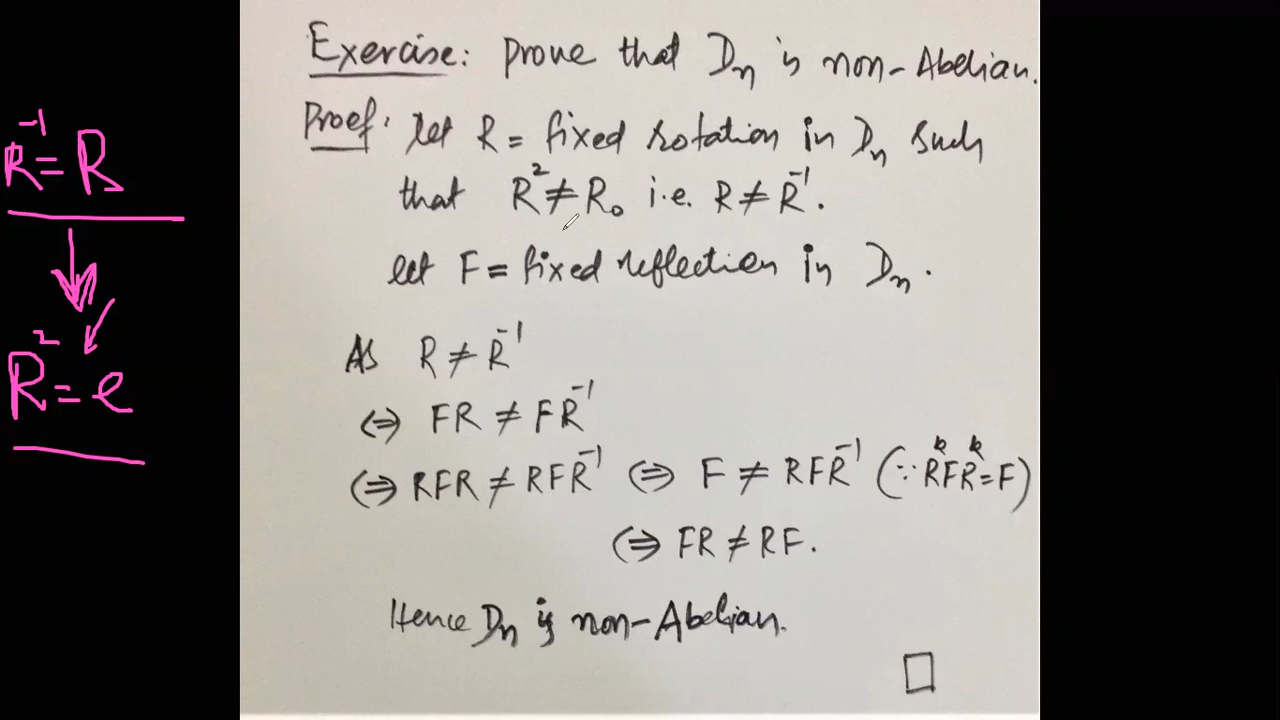 Exercise: Prove that Dₙ is non-Abelian.
Proof: let R = fixed rotation in Dₙ such
that R² ≠ R₀ i.e. R ≠ R⁻¹.
let F = fixed reflection in Dₙ.
As R ≠ R⁻¹
⇔ FR ≠ FR⁻¹
⇔ RFR ≠ RFR⁻¹ ⇔ F ≠ RFR⁻¹ (∵ RᵏFRᵏ=F)
⇔ FR ≠ RF.
Hence Dₙ is non-Abelian.
R⁻¹ = R
R² = e